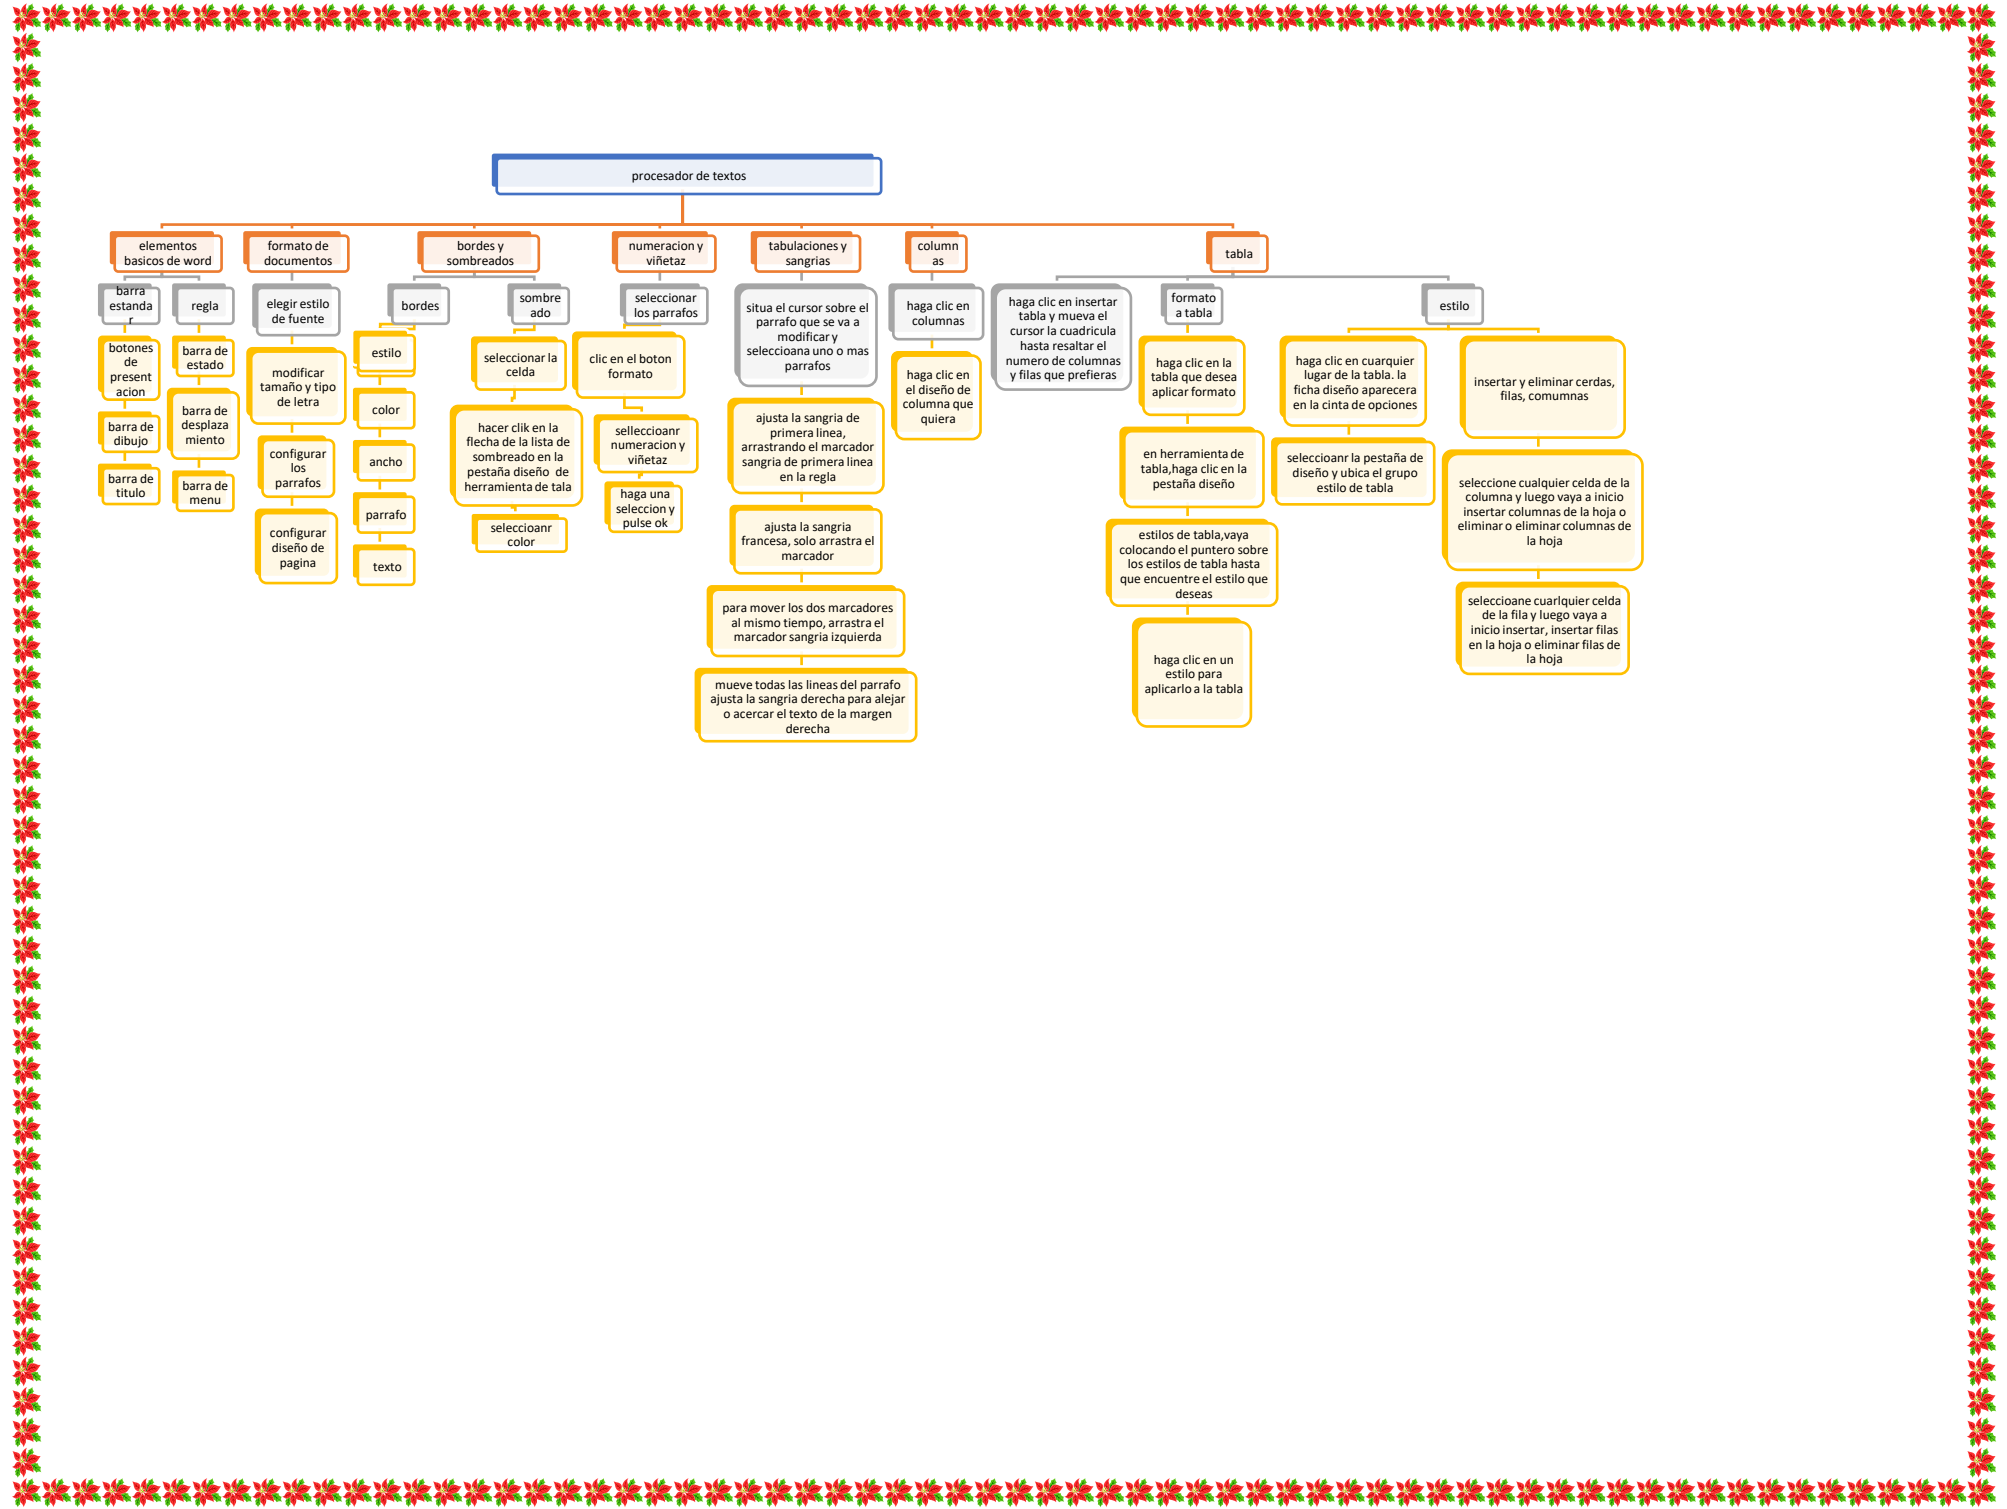 procesador de textos
elementos
basicos de word
barra
estanda
r
botones
de
present
acion
barra de
dibujo
barra de
titulo
regla
barra de
estado
barra de
desplaza
miento
barra de
menu
formato de
documentos
elegir estilo
de fuente
modificar
tamaño y tipo
de letra
configurar
los
parrafos
configurar
diseño de
pagina
bordes y
sombreados
bordes
estilo
color
ancho
parrafo
texto
sombre
ado
seleccionar la
celda
hacer clik en la
flecha de la lista de
sombreado en la
pestaña diseño de
herramienta de tala
seleccioanr
color
numeracion y
viñetaz
seleccionar
los parrafos
clic en el boton
formato
selleccioanr
numeracion y
viñetaz
haga una
seleccion y
pulse ok
tabulaciones y
sangrias
situa el cursor sobre el
parrafo que se va a
modificar y
seleccioana uno o mas
parrafos
ajusta la sangria de
primera linea,
arrastrando el marcador
sangria de primera linea
en la regla
ajusta la sangria
francesa, solo arrastra el
marcador
para mover los dos marcadores
al mismo tiempo, arrastra el
marcador sangria izquierda
mueve todas las lineas del parrafo
ajusta la sangria derecha para alejar
o acercar el texto de la margen
derecha
column
as
haga clic en
columnas
haga clic en
el diseño de
columna que
quiera
tabla
haga clic en insertar
tabla y mueva el
cursor la cuadricula
hasta resaltar el
numero de columnas
y filas que prefieras
formato
a tabla
haga clic en la
tabla que desea
aplicar formato
en herramienta de
tabla,haga clic en la
pestaña diseño
estilos de tabla,vaya
colocando el puntero sobre
los estilos de tabla hasta
que encuentre el estilo que
deseas
haga clic en un
estilo para
aplicarlo a la tabla
estilo
haga clic en cuarquier
lugar de la tabla. la
ficha diseño aparecera
en la cinta de opciones
seleccioanr la pestaña de
diseño y ubica el grupo
estilo de tabla
insertar y eliminar cerdas,
filas, comumnas
seleccione cualquier celda de la
columna y luego vaya a inicio
insertar columnas de la hoja o
eliminar o eliminar columnas de
la hoja
seleccioane cuarlquier celda
de la fila y luego vaya a
inicio insertar, insertar filas
en la hoja o eliminar filas de
la hoja